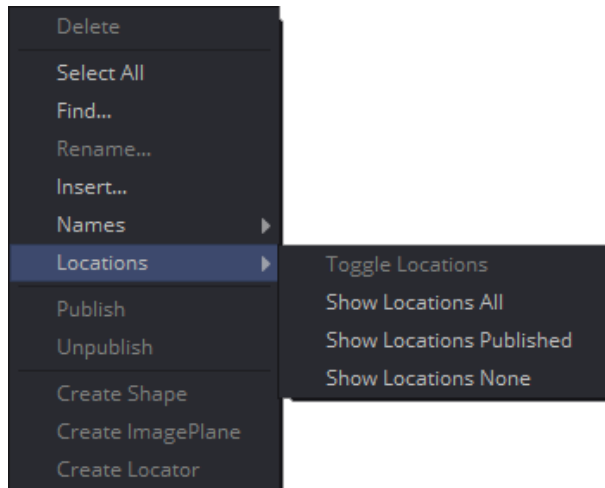 Delete
Select All
Find...
Rename...
Insert...
Names
Locations
Publish
Unpublish
Create Shape
Create ImagePlane
Create Locator
Toggle Locations
Show Locations All
Show Locations Published
Show Locations None